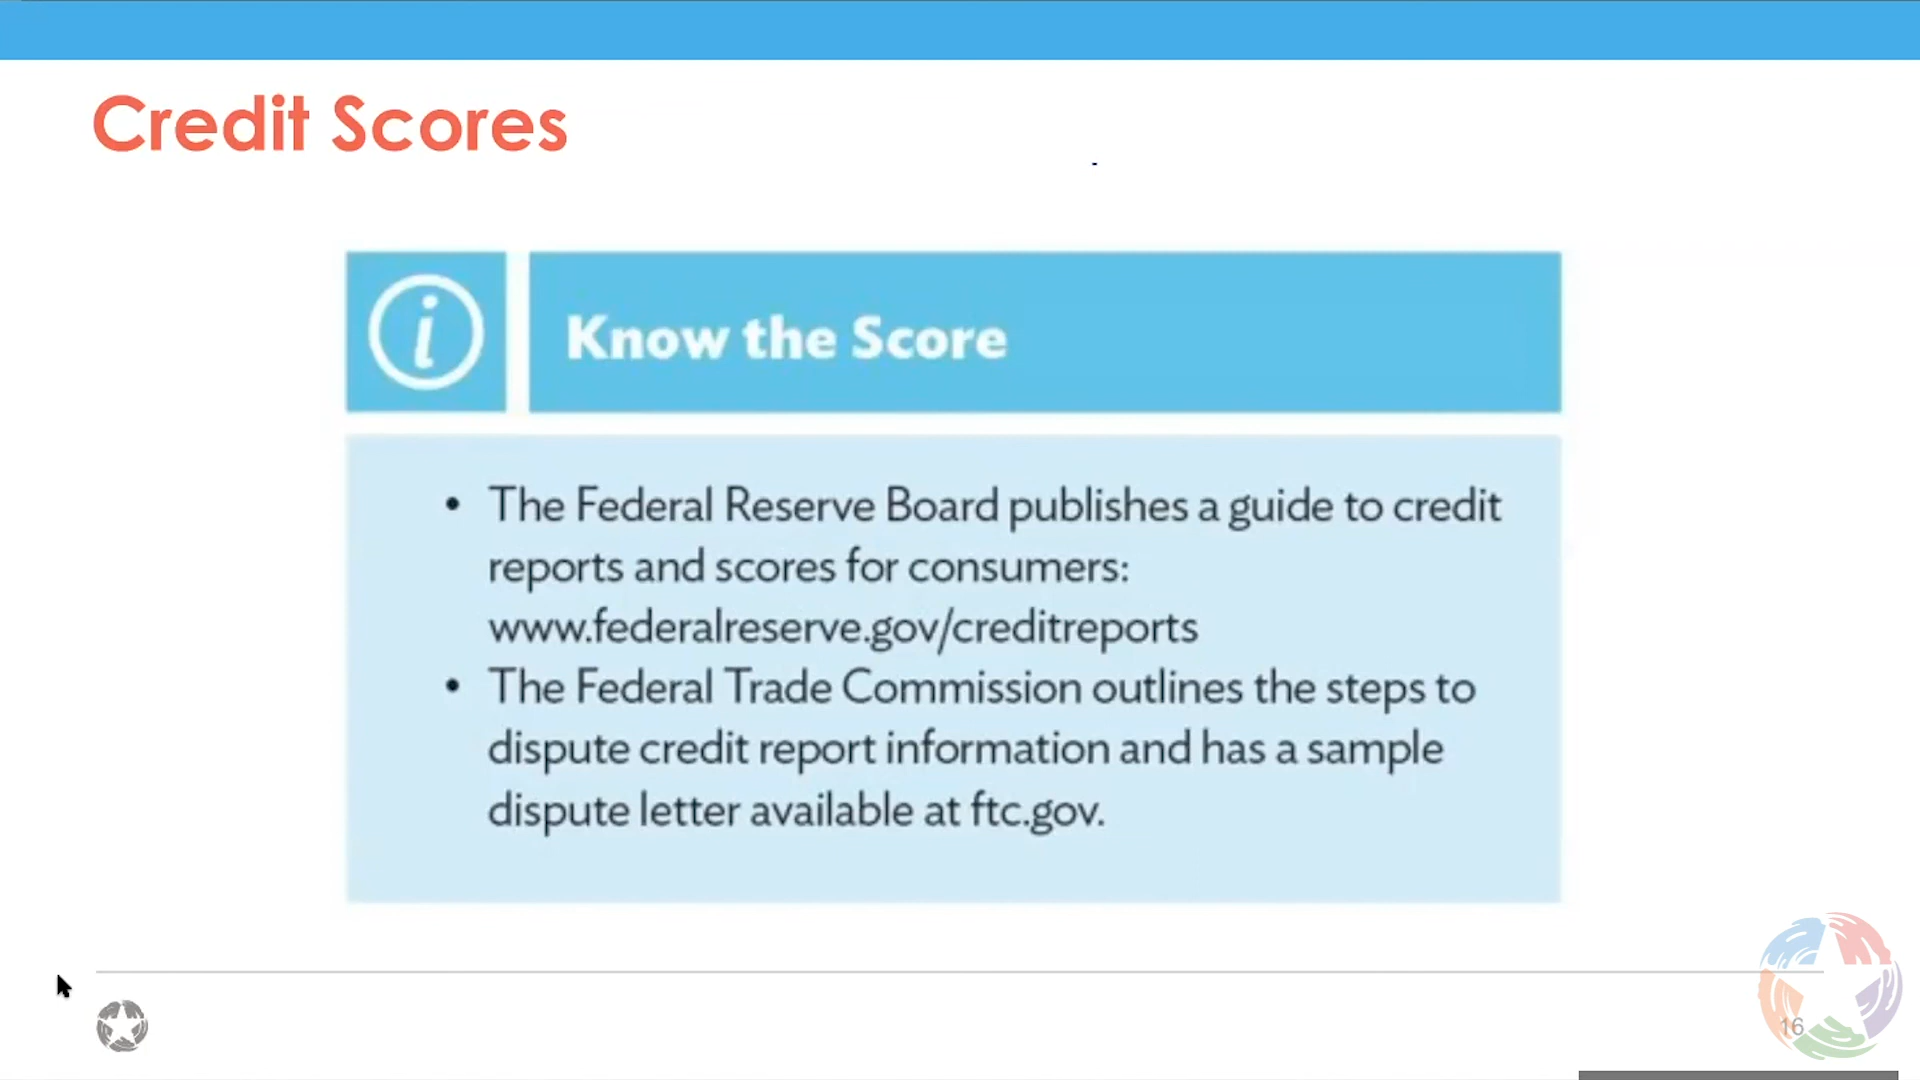 Credit Scores
i
Know the Score
• The Federal Reserve Board publishes a guide to credit
reports and scores for consumers:
www.federalreserve.gov/creditreports
• The Federal Trade Commission outlines the steps to
dispute credit report information and has a sample
dispute letter available at ftc.gov.
16